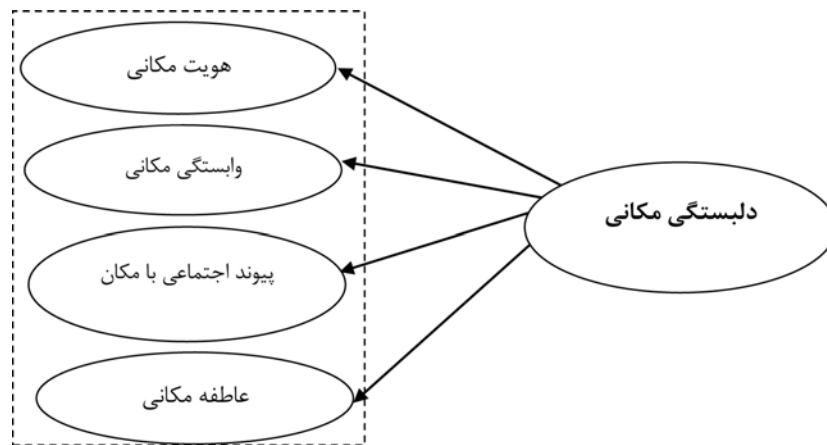 دلبستگی مکانی
هویت مکانی
وابستگی مکانی
پیوند اجتماعی با مکان
عاطفه مکانی